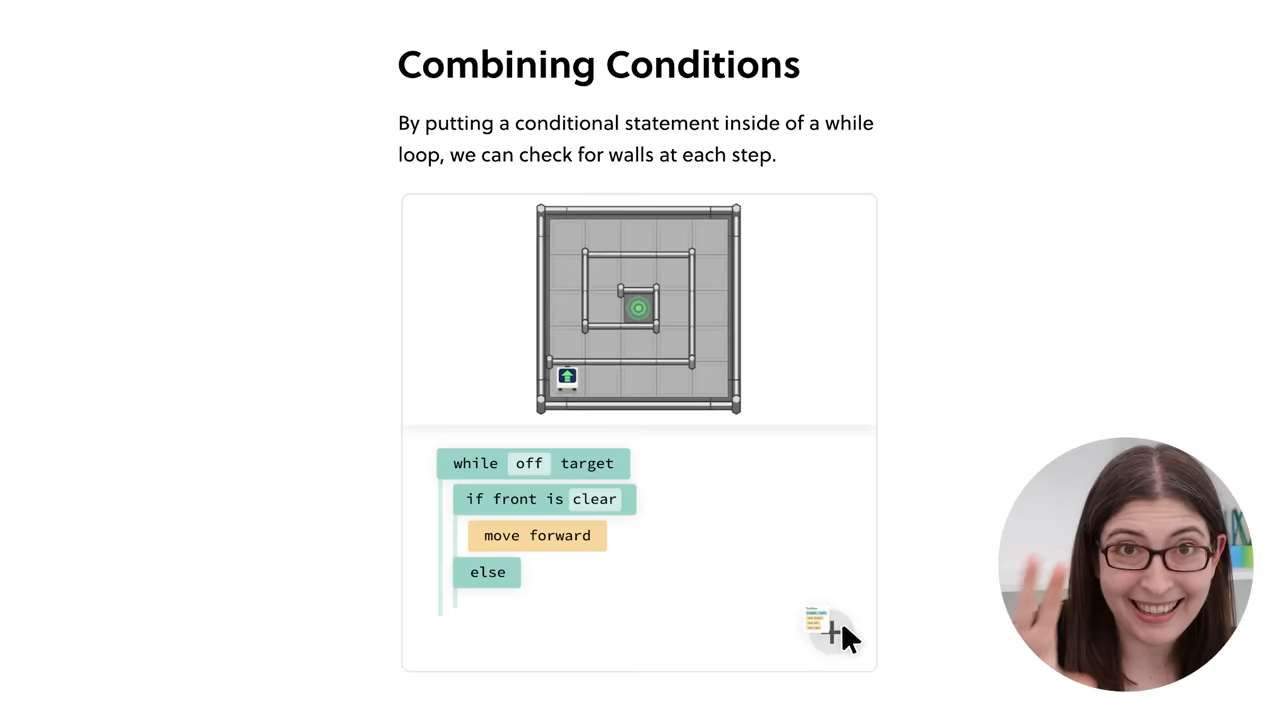 Combining Conditions
By putting a conditional statement inside of a while
loop, we can check for walls at each step.
while off target
if front is clear
move forward
else